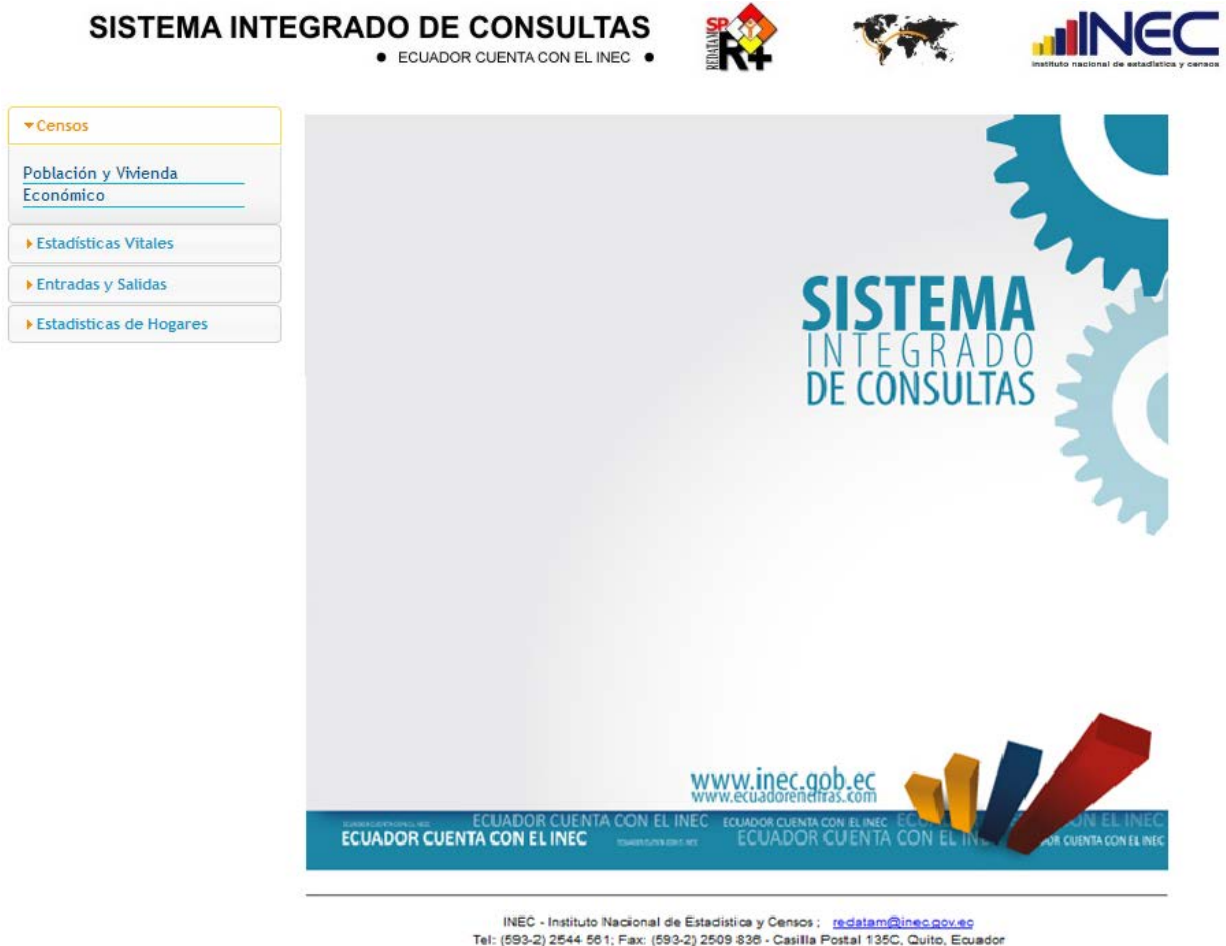 SISTEMA INTEGRADO DE CONSULTAS
● ECUADOR CUENTA CON EL INEC ●
REDATAM
SP
R+
INEC
instituto nacional de estadística y censos
Censos
Población y Vivienda
Económico
Estadísticas Vitales
Entradas y Salidas
Estadisticas de Hogares
SISTEMA
INTEGRADO
DE CONSULTAS
www.inec.gob.ec
www.ecuadorencifras.com
ECUADOR CUENTA CON EL INEC ECUADOR CUENTA CON EL INEC
ECUADOR CUENTA CON EL INEC ECUADOR CUENTA CON EL
INEC - Instituto Nacional de Estadística y Censos ; redatam@inec.gov.ec
Tel: (593-2) 2544 561; Fax: (593-2) 2509 836 - Casilla Postal 135C, Quito, Ecuador